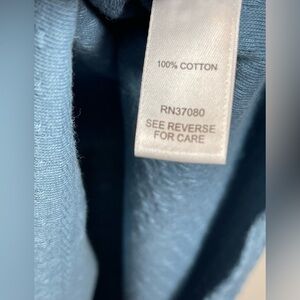 100% COTTON
RN37080
SEE REVERSE
FOR CARE